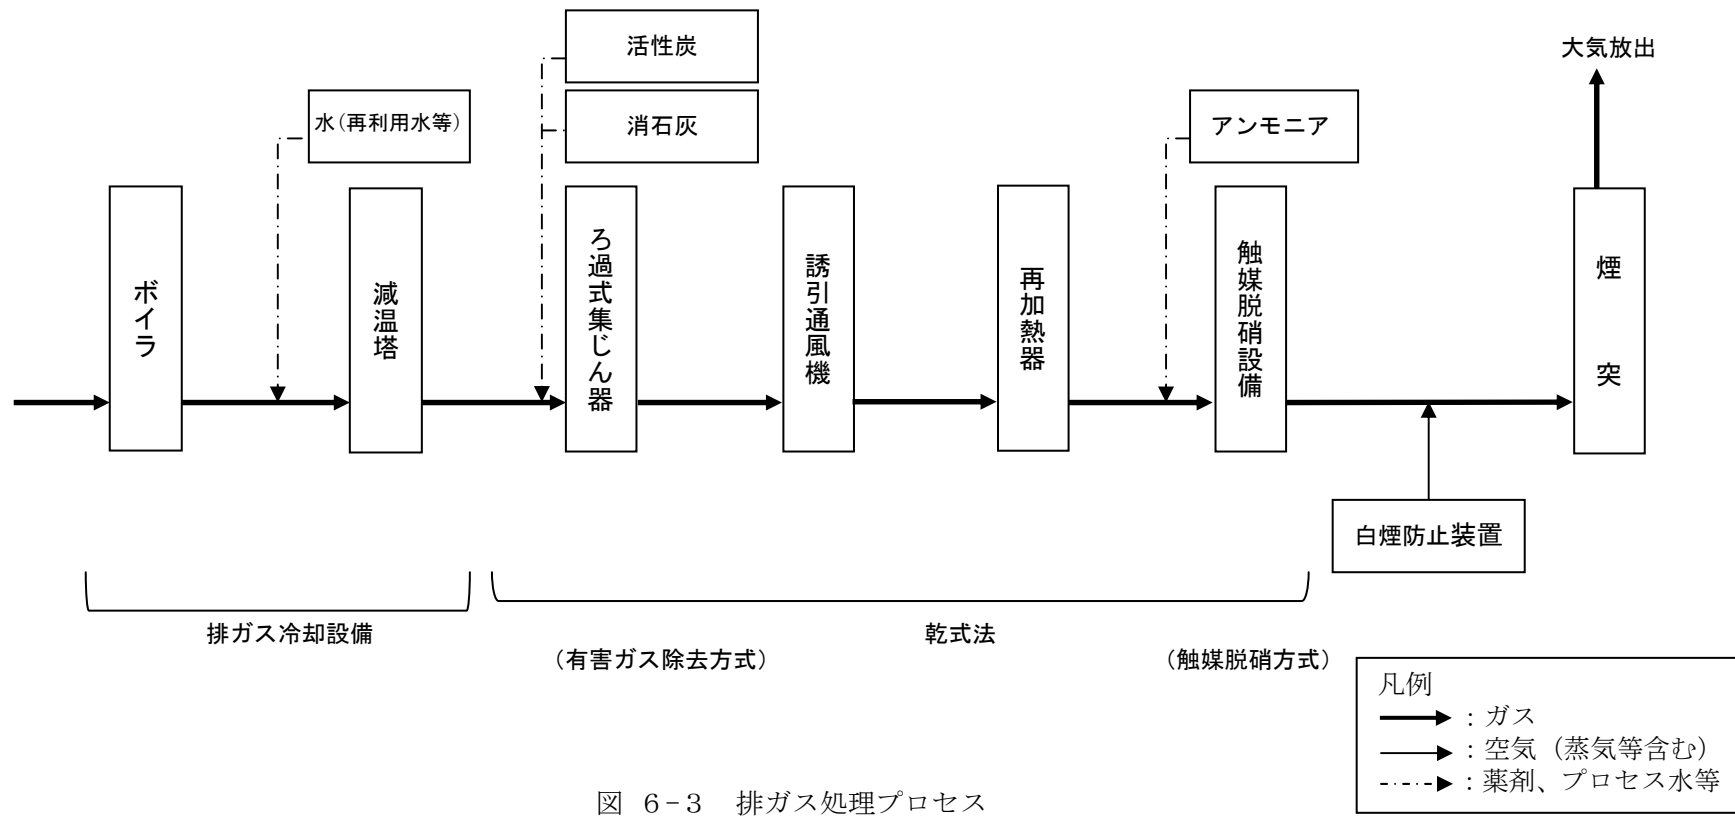 活性炭
大気放出
水(再利用水等)
消石灰
アンモニア
ボイラ
減温塔
ろ過式集じん器
誘引通風機
再加熱器
触媒脱硝設備
煙突
白煙防止装置
排ガス冷却設備
乾式法
(有害ガス除去方式)
(触媒脱硝方式)
凡例
：ガス
：空気（蒸気等含む）
：薬剤、プロセス水等
図 6-3 排ガス処理プロセス